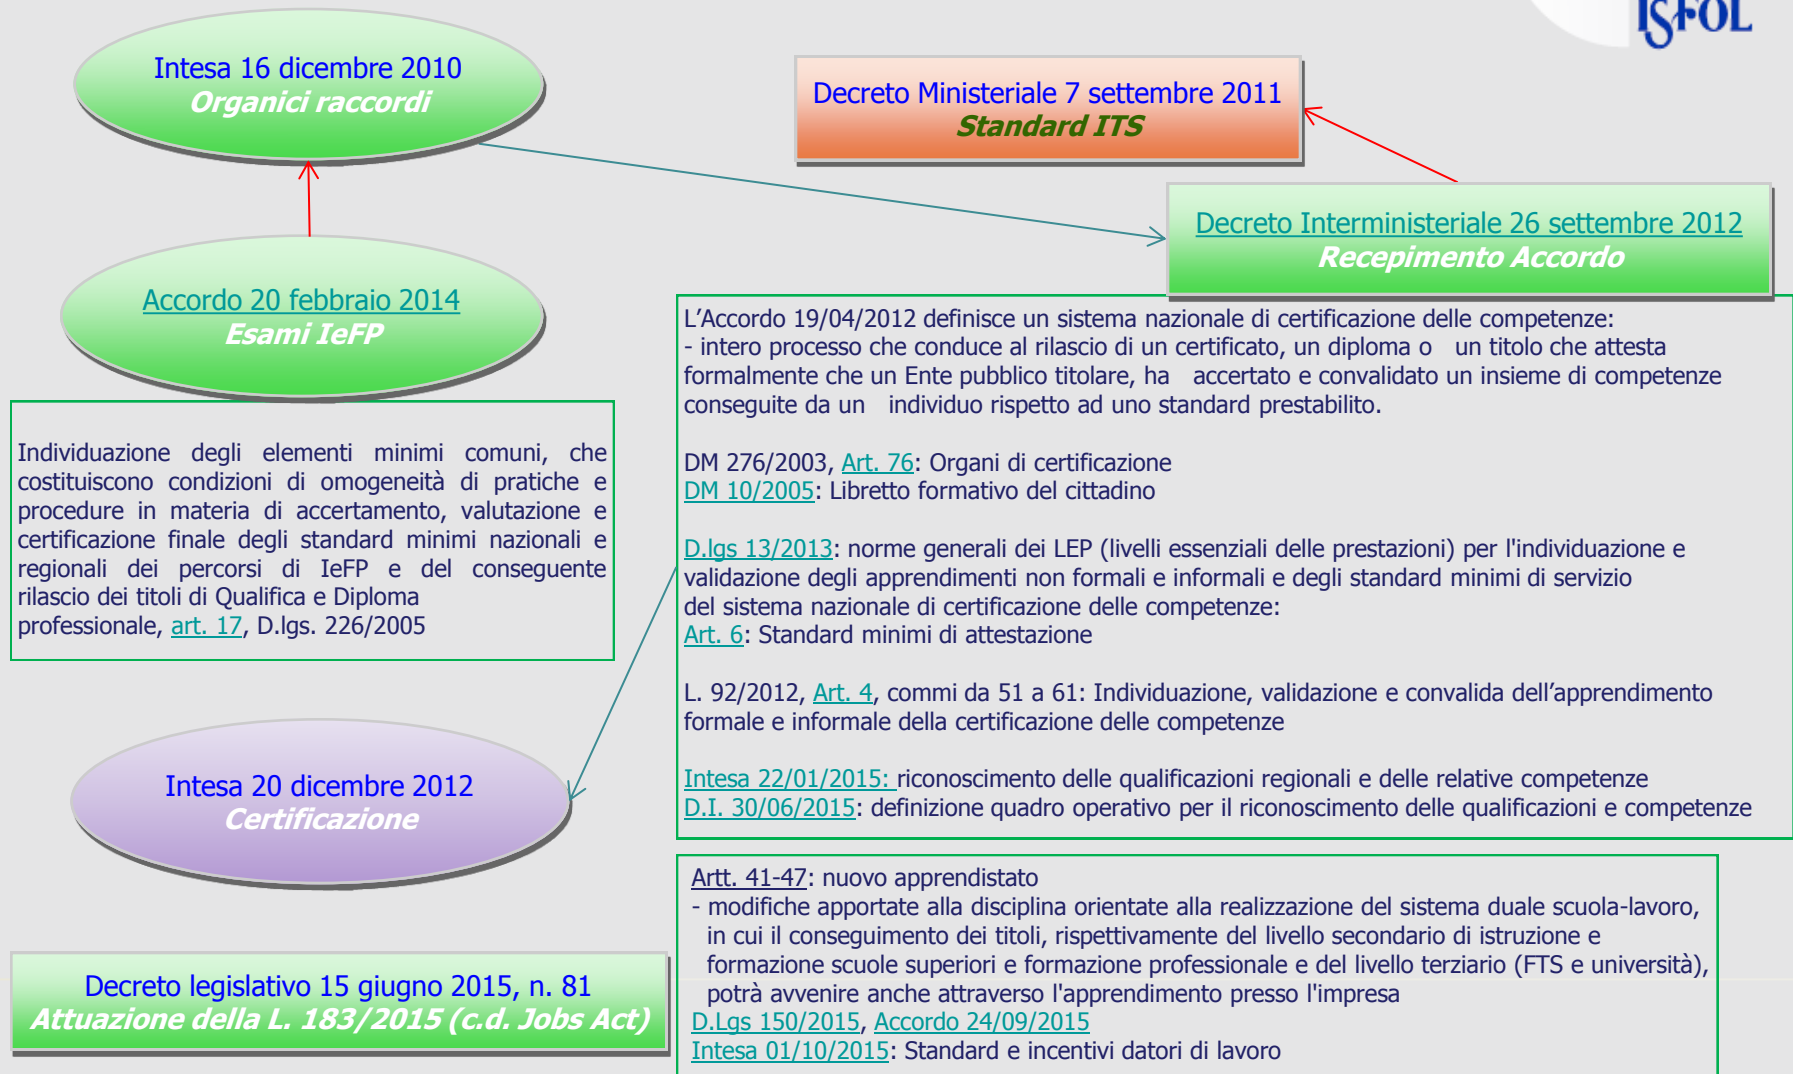 ISFOL
Intesa 16 dicembre 2010
Organici raccordi
Decreto Ministeriale 7 settembre 2011
Standard ITS
Decreto Interministeriale 26 settembre 2012
Recepimento Accordo
Accordo 20 febbraio 2014
Esami IeFP
Individuazione degli elementi minimi comuni, che
costituiscono condizioni di omogeneità di pratiche e
procedure in materia di accertamento, valutazione e
certificazione finale degli standard minimi nazionali e
regionali dei percorsi di IeFP e del conseguente
rilascio dei titoli di Qualifica e Diploma
professionale, art. 17, D.lgs. 226/2005
L’Accordo 19/04/2012 definisce un sistema nazionale di certificazione delle competenze:
- intero processo che conduce al rilascio di un certificato, un diploma o un titolo che attesta
formalmente che un Ente pubblico titolare, ha accertato e convalidato un insieme di competenze
conseguite da un individuo rispetto ad uno standard prestabilito.
DM 276/2003, Art. 76: Organi di certificazione
DM 10/2005: Libretto formativo del cittadino
D.lgs 13/2013: norme generali dei LEP (livelli essenziali delle prestazioni) per l'individuazione e
validazione degli apprendimenti non formali e informali e degli standard minimi di servizio
del sistema nazionale di certificazione delle competenze:
Art. 6: Standard minimi di attestazione
L. 92/2012, Art. 4, commi da 51 a 61: Individuazione, validazione e convalida dell’apprendimento
formale e informale della certificazione delle competenze
Intesa 22/01/2015: riconoscimento delle qualificazioni regionali e delle relative competenze
D.I. 30/06/2015: definizione quadro operativo per il riconoscimento delle qualificazioni e competenze
Intesa 20 dicembre 2012
Certificazione
Decreto legislativo 15 giugno 2015, n. 81
Attuazione della L. 183/2015 (c.d. Jobs Act)
Artt. 41-47: nuovo apprendistato
- modifiche apportate alla disciplina orientate alla realizzazione del sistema duale scuola-lavoro,
in cui il conseguimento dei titoli, rispettivamente del livello secondario di istruzione e
formazione scuole superiori e formazione professionale e del livello terziario (FTS e università),
potrà avvenire anche attraverso l'apprendimento presso l'impresa
D.Lgs 150/2015, Accordo 24/09/2015
Intesa 01/10/2015: Standard e incentivi datori di lavoro